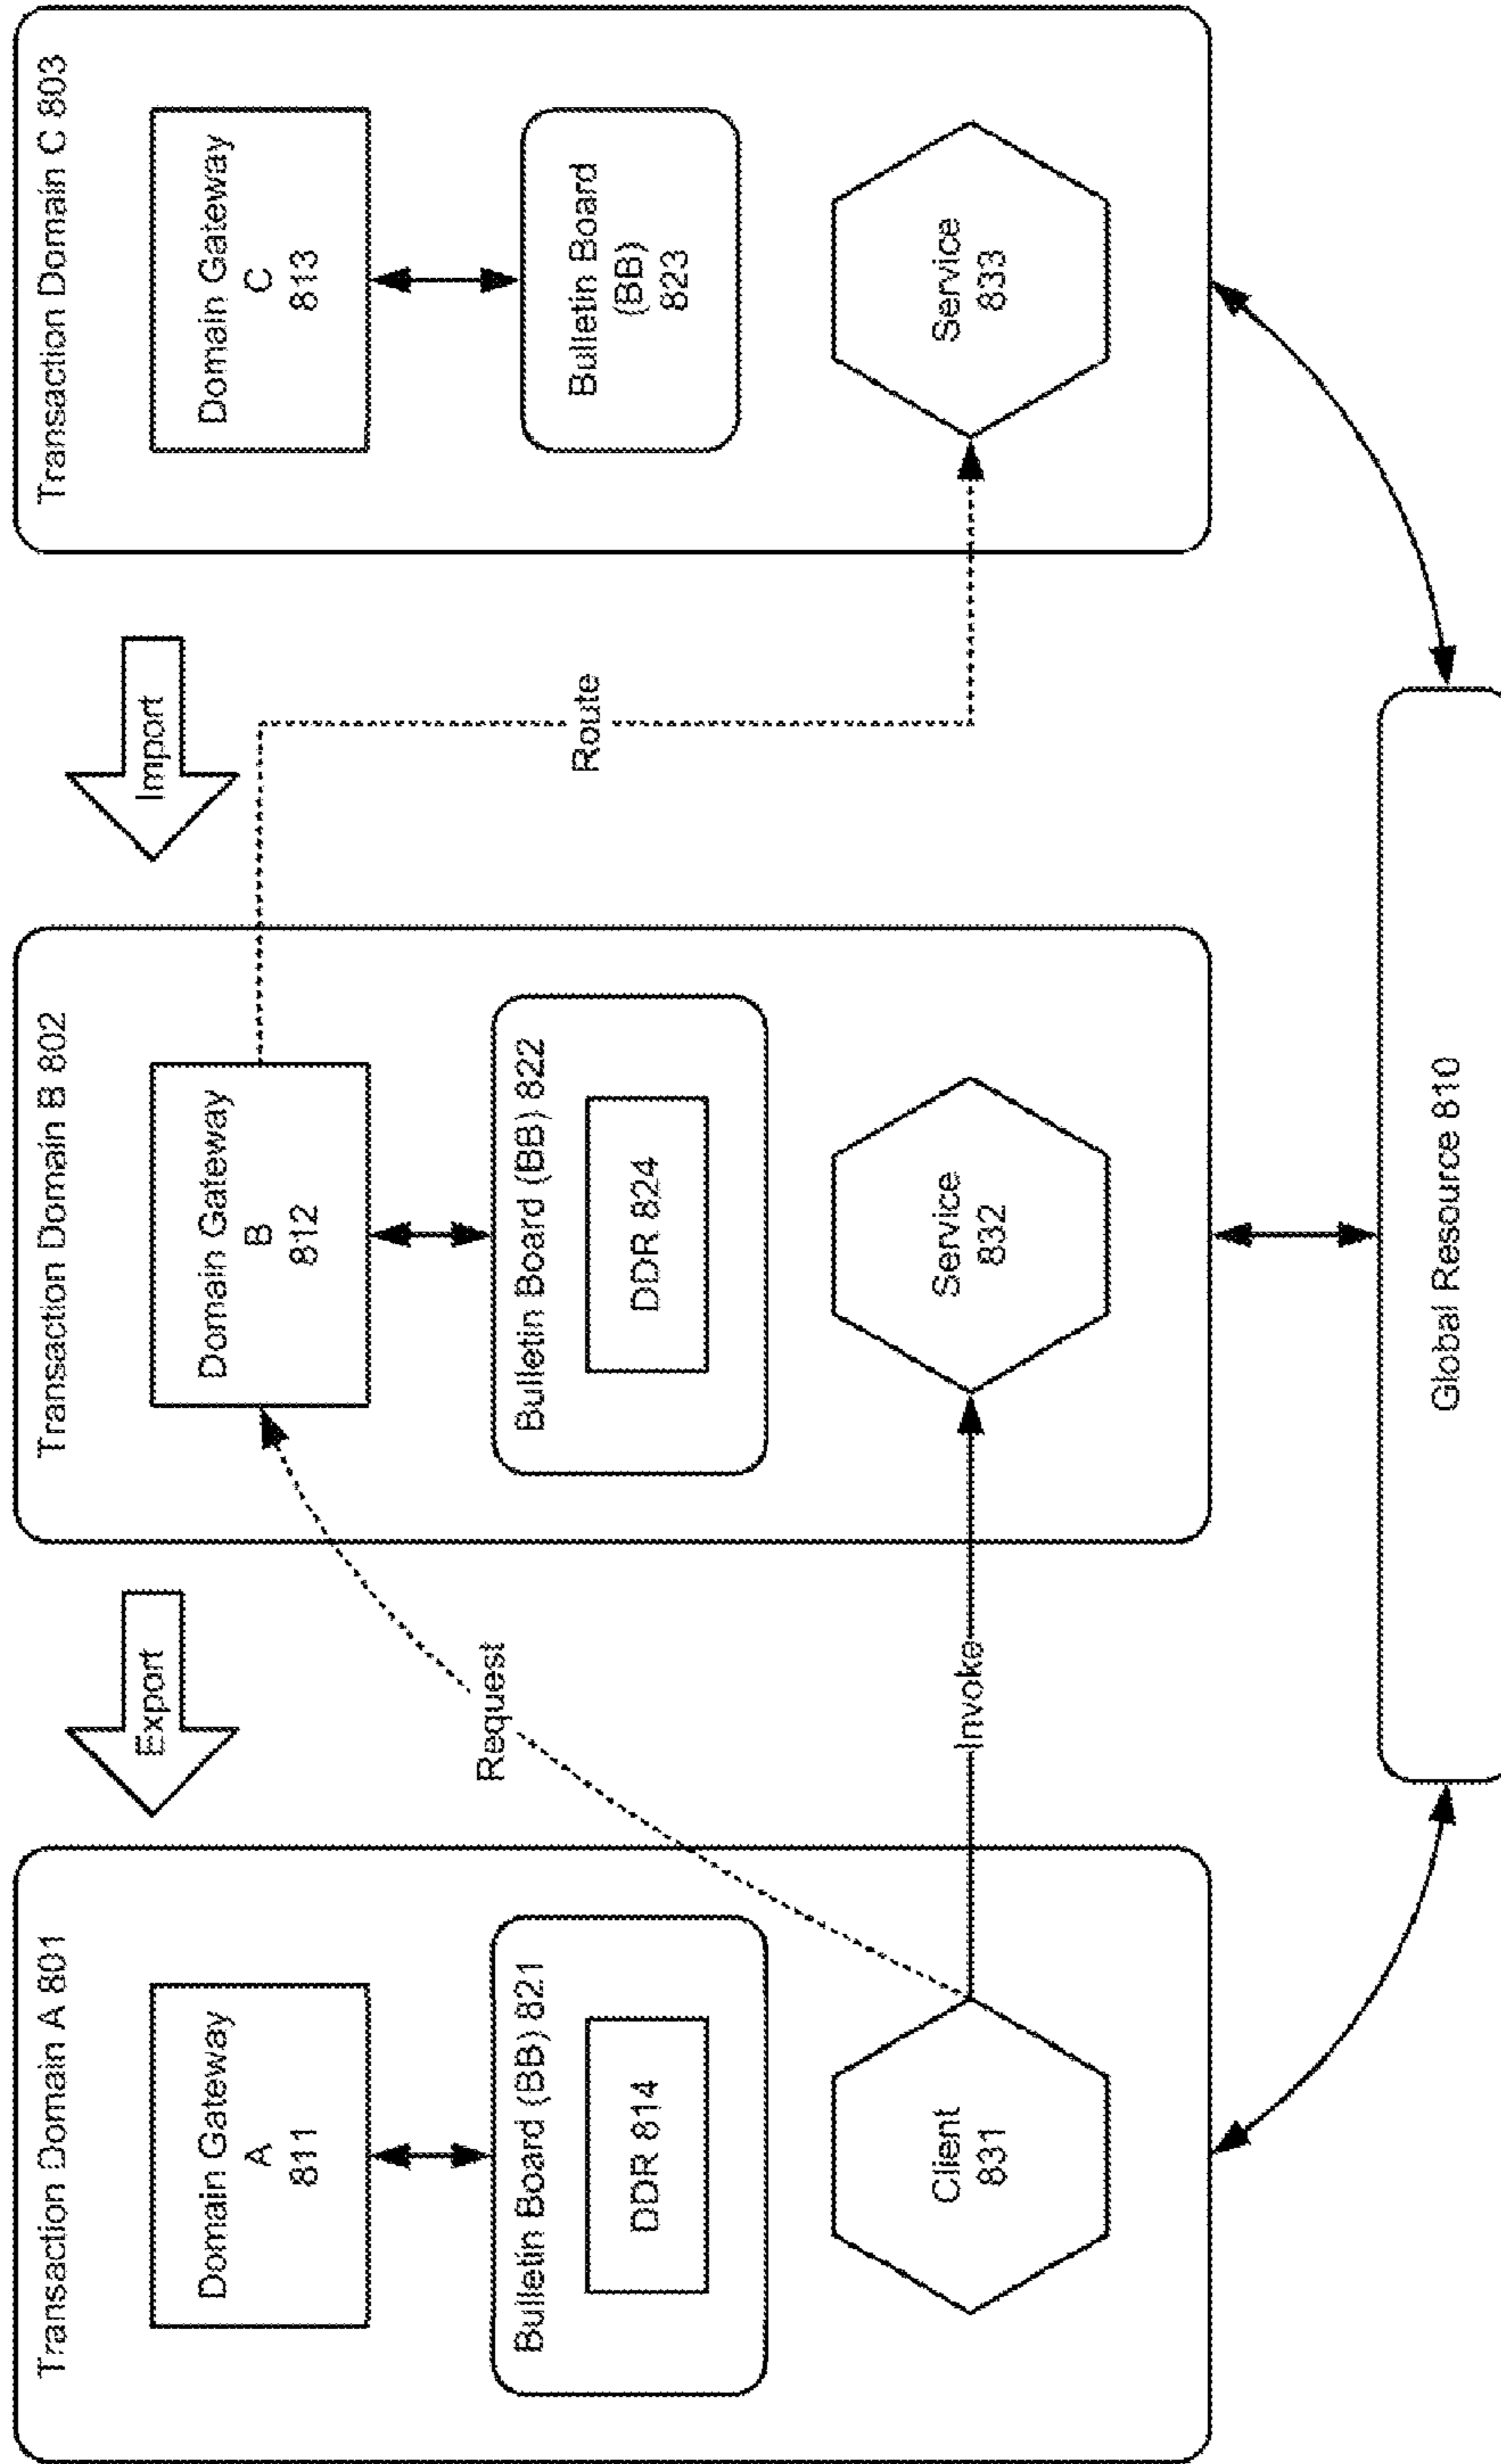 Transaction Domain A 801
Domain Gateway
A
811
Bulletin Board (BB) 821
DDR 814
Client
831
Export
Request
Invoke
Transaction Domain B 802
Domain Gateway
B
812
Bulletin Board (BB) 822
DDR 824
Service
832
Import
Route
Transaction Domain C 803
Domain Gateway
C
813
Bulletin Board
(BB)
823
Service
833
Global Resource 810